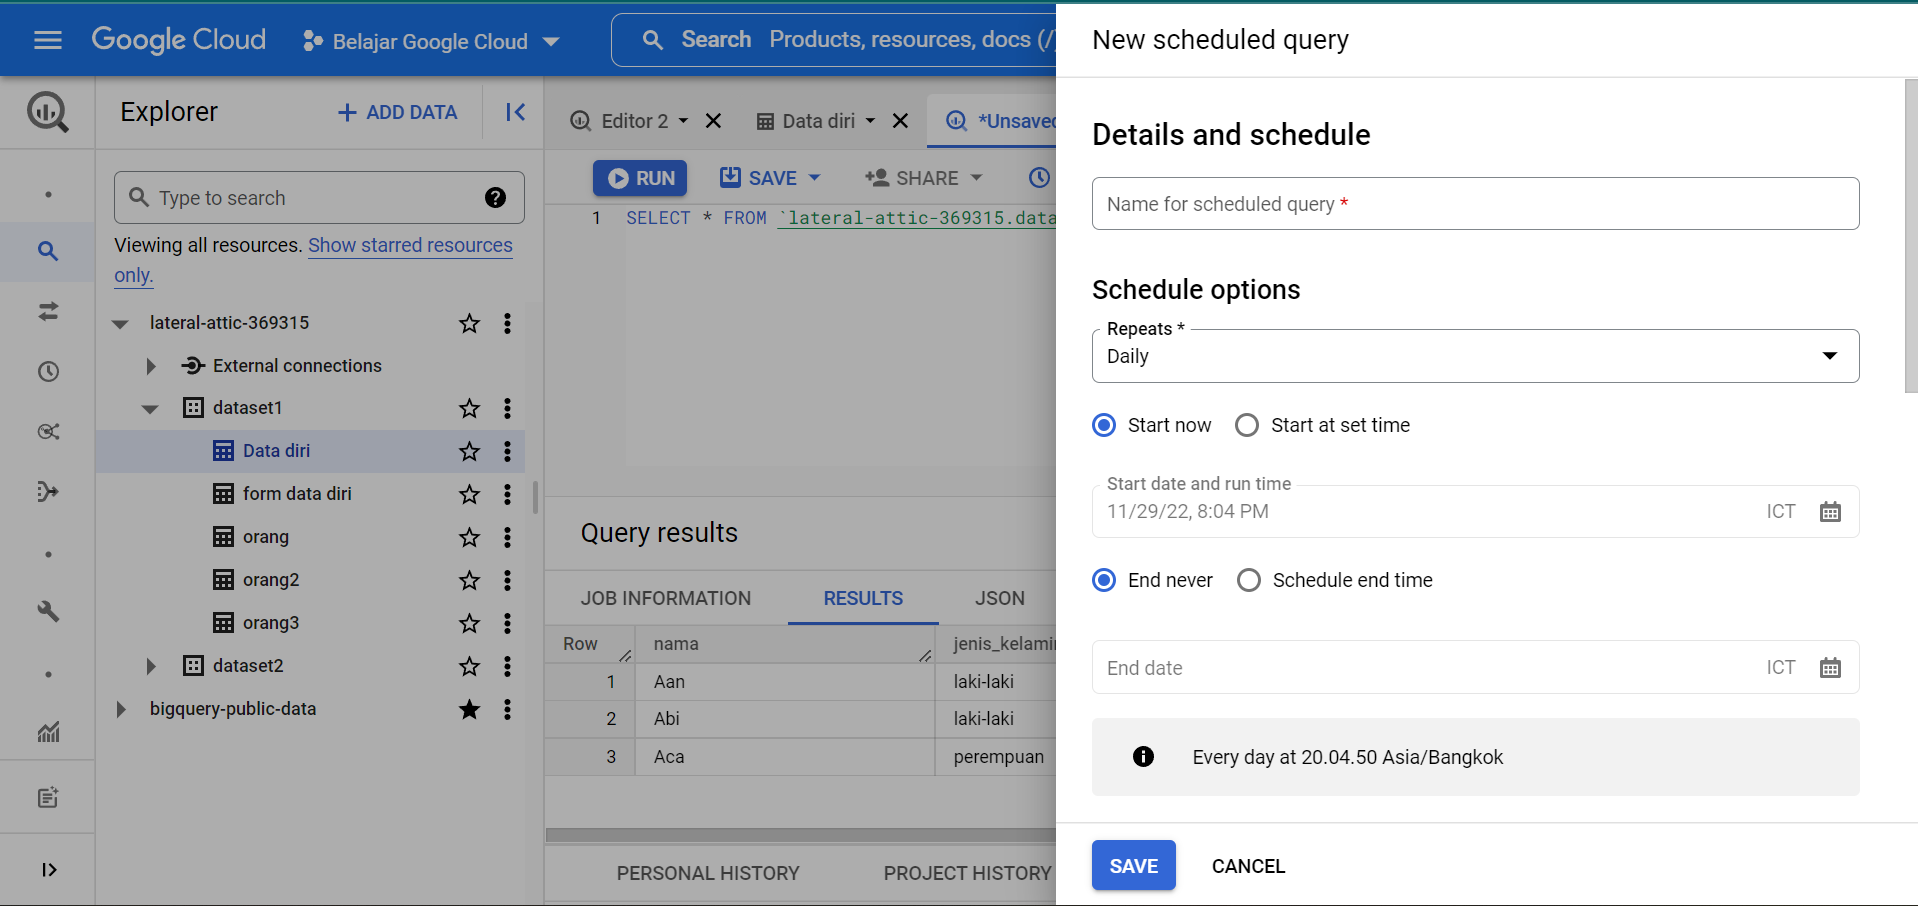 Google Cloud
Belajar Google Cloud
Search Products, resources, docs (/)
Explorer
+ ADD DATA
Type to search
Viewing all resources. Show starred resources
only.
lateral-attic-369315
External connections
dataset1
Data diri
form data diri
orang
orang2
orang3
dataset2
bigquery-public-data
Editor 2
Data diri
*Unsaved
RUN
SAVE
SHARE
1 SELECT * FROM `lateral-attic-369315.data
Query results
JOB INFORMATION
RESULTS
JSON
Row nama jenis_kelamin
1 Aan laki-laki
2 Abi laki-laki
3 Aca perempuan
PERSONAL HISTORY
PROJECT HISTORY
New scheduled query
Details and schedule
Name for scheduled query *
Schedule options
Repeats *
Daily
Start now
Start at set time
Start date and run time
11/29/22, 8:04 PM ICT
End never
Schedule end time
End date ICT
Every day at 20.04.50 Asia/Bangkok
SAVE
CANCEL